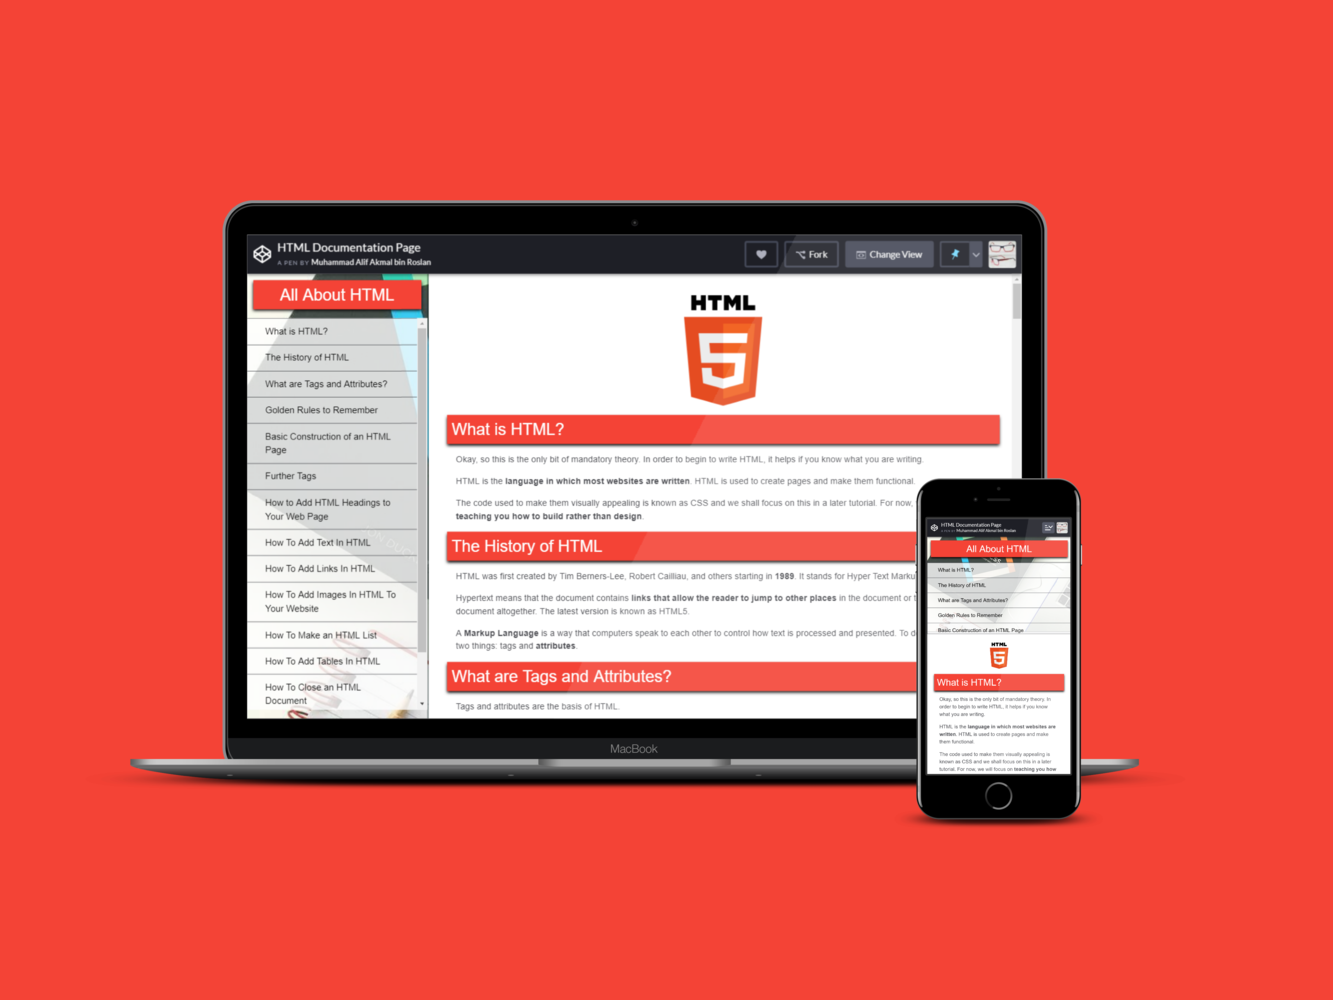 HTML Documentation Page
A PEN BY Muhammad Alif Akmal bin Roslan
Fork
Change View
All About HTML
What is HTML?
The History of HTML
What are Tags and Attributes?
Golden Rules to Remember
Basic Construction of an HTML
Page
Further Tags
How to Add HTML Headings to
Your Web Page
How To Add Text In HTML
How To Add Links In HTML
How To Add Images In HTML To
Your Website
How To Make an HTML List
How To Add Tables In HTML
How To Close an HTML
Document
HTML
5
What is HTML?
Okay, so this is the only bit of mandatory theory. In order to begin to write HTML, it helps if you know what you are writing.
HTML is the language in which most websites are written. HTML is used to create pages and make them functional.
The code used to make them visually appealing is known as CSS and we shall focus on this in a later tutorial. For now,
teaching you how to build rather than design.
The History of HTML
HTML was first created by Tim Berners-Lee, Robert Cailliau, and others starting in 1989. It stands for Hyper Text Marku
Hypertext means that the document contains links that allow the reader to jump to other places in the document or
document altogether. The latest version is known as HTML5.
A Markup Language is a way that computers speak to each other to control how text is processed and presented. To
two things: tags and attributes.
What are Tags and Attributes?
Tags and attributes are the basis of HTML.
MacBook
HTML Documentation Page
A PEN BY Muhammad Alif Akmal bin Roslan
All About HTML
What is HTML?
The History of HTML
What are Tags and Attributes?
Golden Rules to Remember
Basic Construction of an HTML Page
HTML
5
What is HTML?
Okay, so this is the only bit of mandatory theory. In
order to begin to write HTML, it helps if you know
what you are writing.
HTML is the language in which most websites are
written. HTML is used to create pages and make
them functional.
The code used to make them visually appealing is
known as CSS and we shall focus on this in a later
tutorial. For now, we will focus on teaching you how